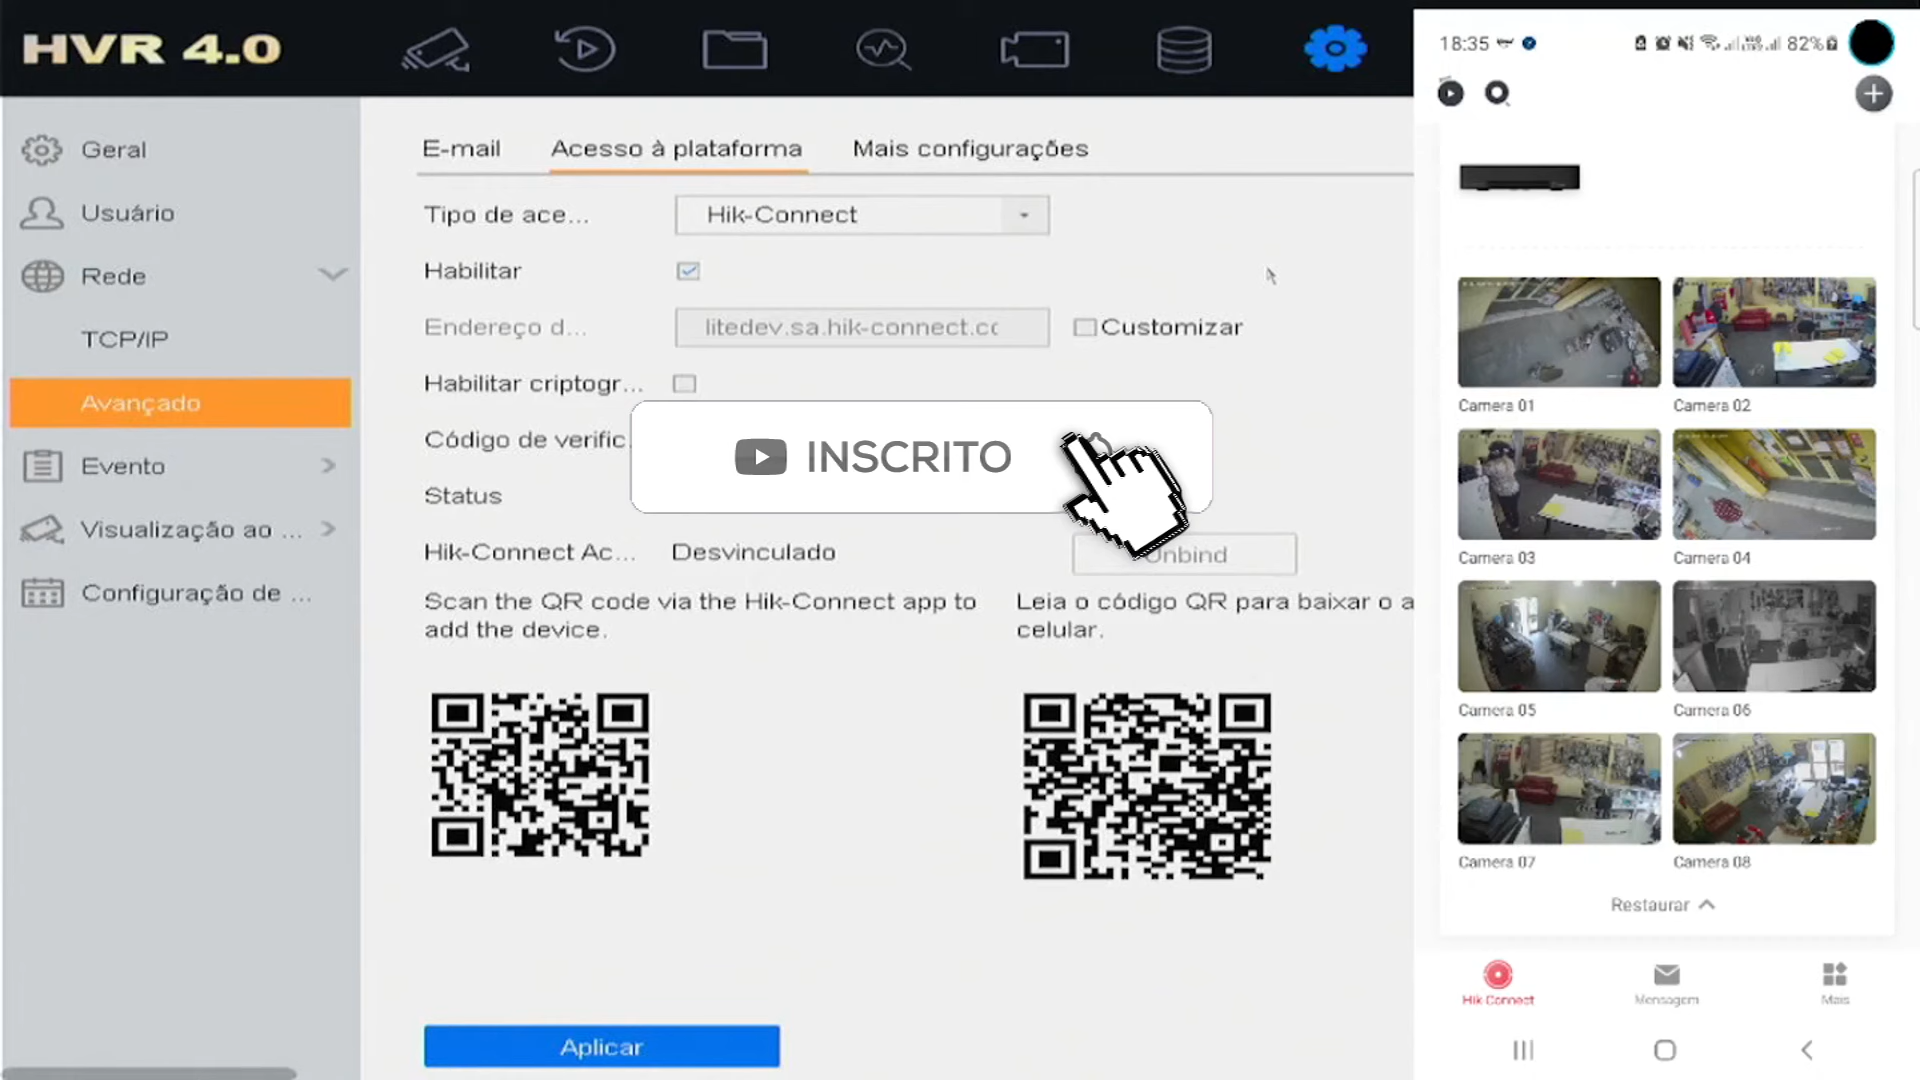 HVR 4.0
Geral
Usuário
Rede
TCP/IP
Avançado
Evento
Visualização ao ...
Configuração de ...
E-mail
Acesso à plataforma
Mais configurações
Tipo de ace...
Hik-Connect
Habilitar
Endereço d...
litedev.sa.hik-connect.cc
Customizar
Habilitar criptogr...
Código de verific
INSCRITO
Status
Hik-Connect Ac...
Desvinculado
Unbind
Scan the QR code via the Hik-Connect app to
add the device.
Leia o código QR para baixar o a
celular.
Aplicar
18:35
82%
Camera 01
Camera 02
Camera 03
Camera 04
Camera 05
Camera 06
Camera 07
Camera 08
Restaurar
Hik-Connect
Mensagem
Mais